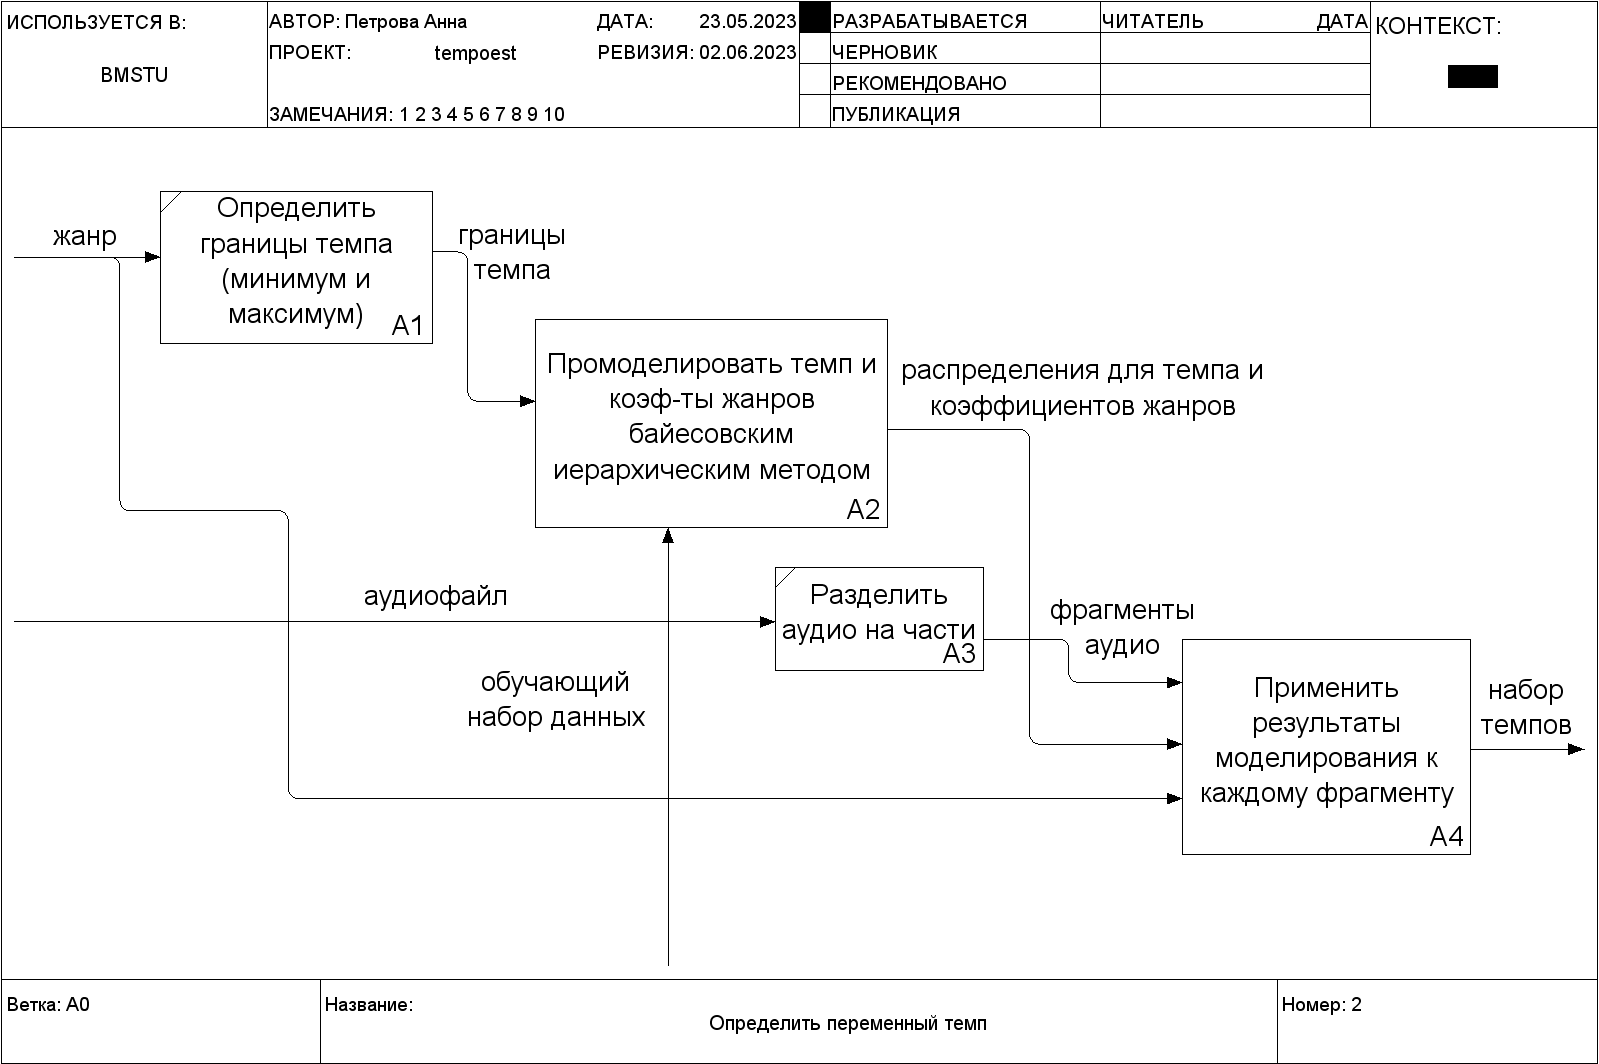 ИСПОЛЬЗУЕТСЯ В:
BMSTU
АВТОР: Петрова Анна
ДАТА: 23.05.2023
ПРОЕКТ: tempoest
РЕВИЗИЯ: 02.06.2023
ЗАМЕЧАНИЯ: 1 2 3 4 5 6 7 8 9 10
РАЗРАБАТЫВАЕТСЯ
ЧЕРНОВИК
РЕКОМЕНДОВАНО
ПУБЛИКАЦИЯ
ЧИТАТЕЛЬ ДАТА
КОНТЕКСТ:
жанр
Определить
границы темпа
(минимум и
максимум)
A1
границы
темпа
Промоделировать темп и
коэф-ты жанров
байесовским
иерархическим методом
A2
распределения для темпа и
коэффициентов жанров
аудиофайл
Разделить
аудио на части
A3
фрагменты
аудио
обучающий
набор данных
Применить
результаты
моделирования к
каждому фрагменту
A4
набор
темпов
Ветка: A0
Название:
Определить переменный темп
Номер: 2